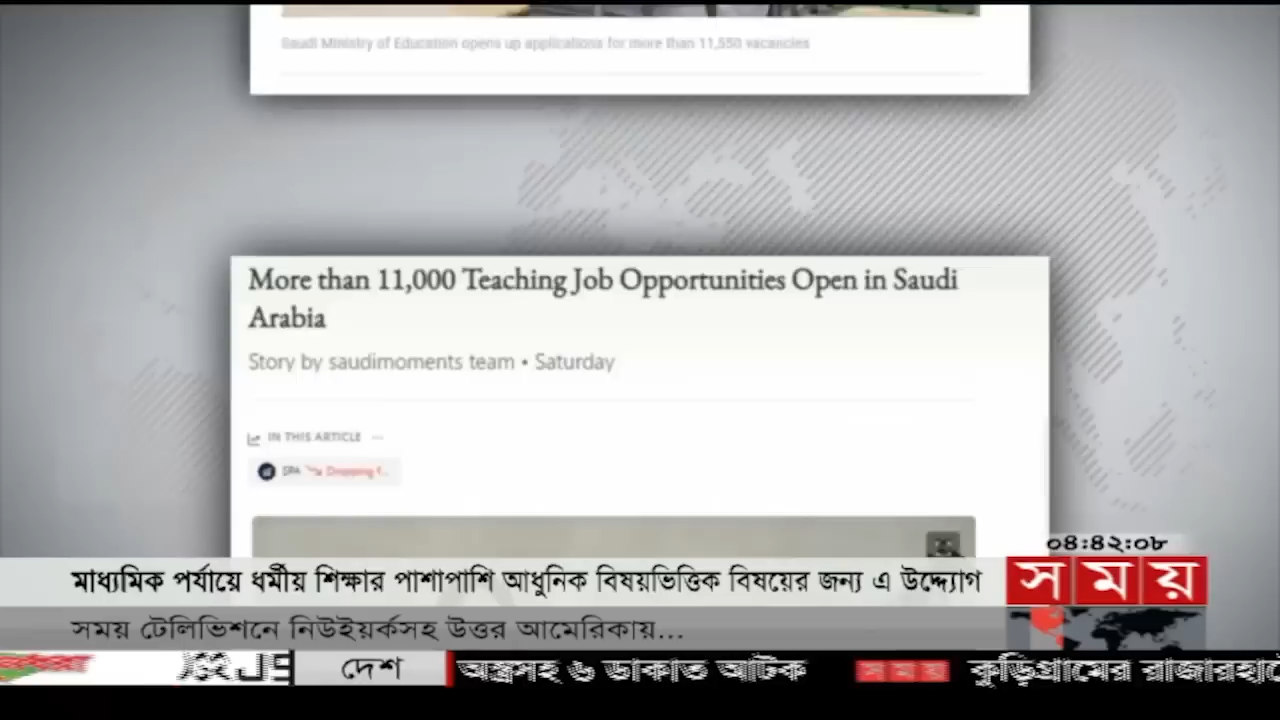 Saudi Ministry of Education opens up applications for more than 11,550 vacancies
More than 11,000 Teaching Job Opportunities Open in Saudi
Arabia
Story by saudimoments team • Saturday
IN THIS ARTICLE ...
SPA Dropping f..
০৪:৪২:০৮
মাধ্যমিক পর্যায়ে ধর্মীয় শিক্ষার পাশাপাশি আধুনিক বিষয়ভিত্তিক বিষয়ের জন্য এ উদ্দ্যোগ
সময়
সময় টেলিভিশনে নিউইয়র্কসহ উত্তর আমেরিকায়...
দেশ
অস্ত্রসহ ৬ ডাকাত আটক সময় কুড়িগ্রামের রাজারহাটে